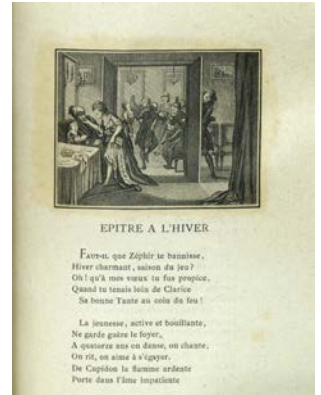 EPITRE A L'HIVER
FAUT-IL que Zéphir te bannisse,
Hiver charmant, saison du jeu ?
Oh ! qu'à mes vœux tu fus propice,
Quand tu tenais loin de Clarice
Sa bonne Tante au coin du feu !
La jeunesse, active et bouillante,
Ne garde guère le foyer,
A quatorze ans on danse, on chante,
On rit, on aime à s'égayer.
De Cupidon la flamme ardente
Porte dans l'âme impatiente